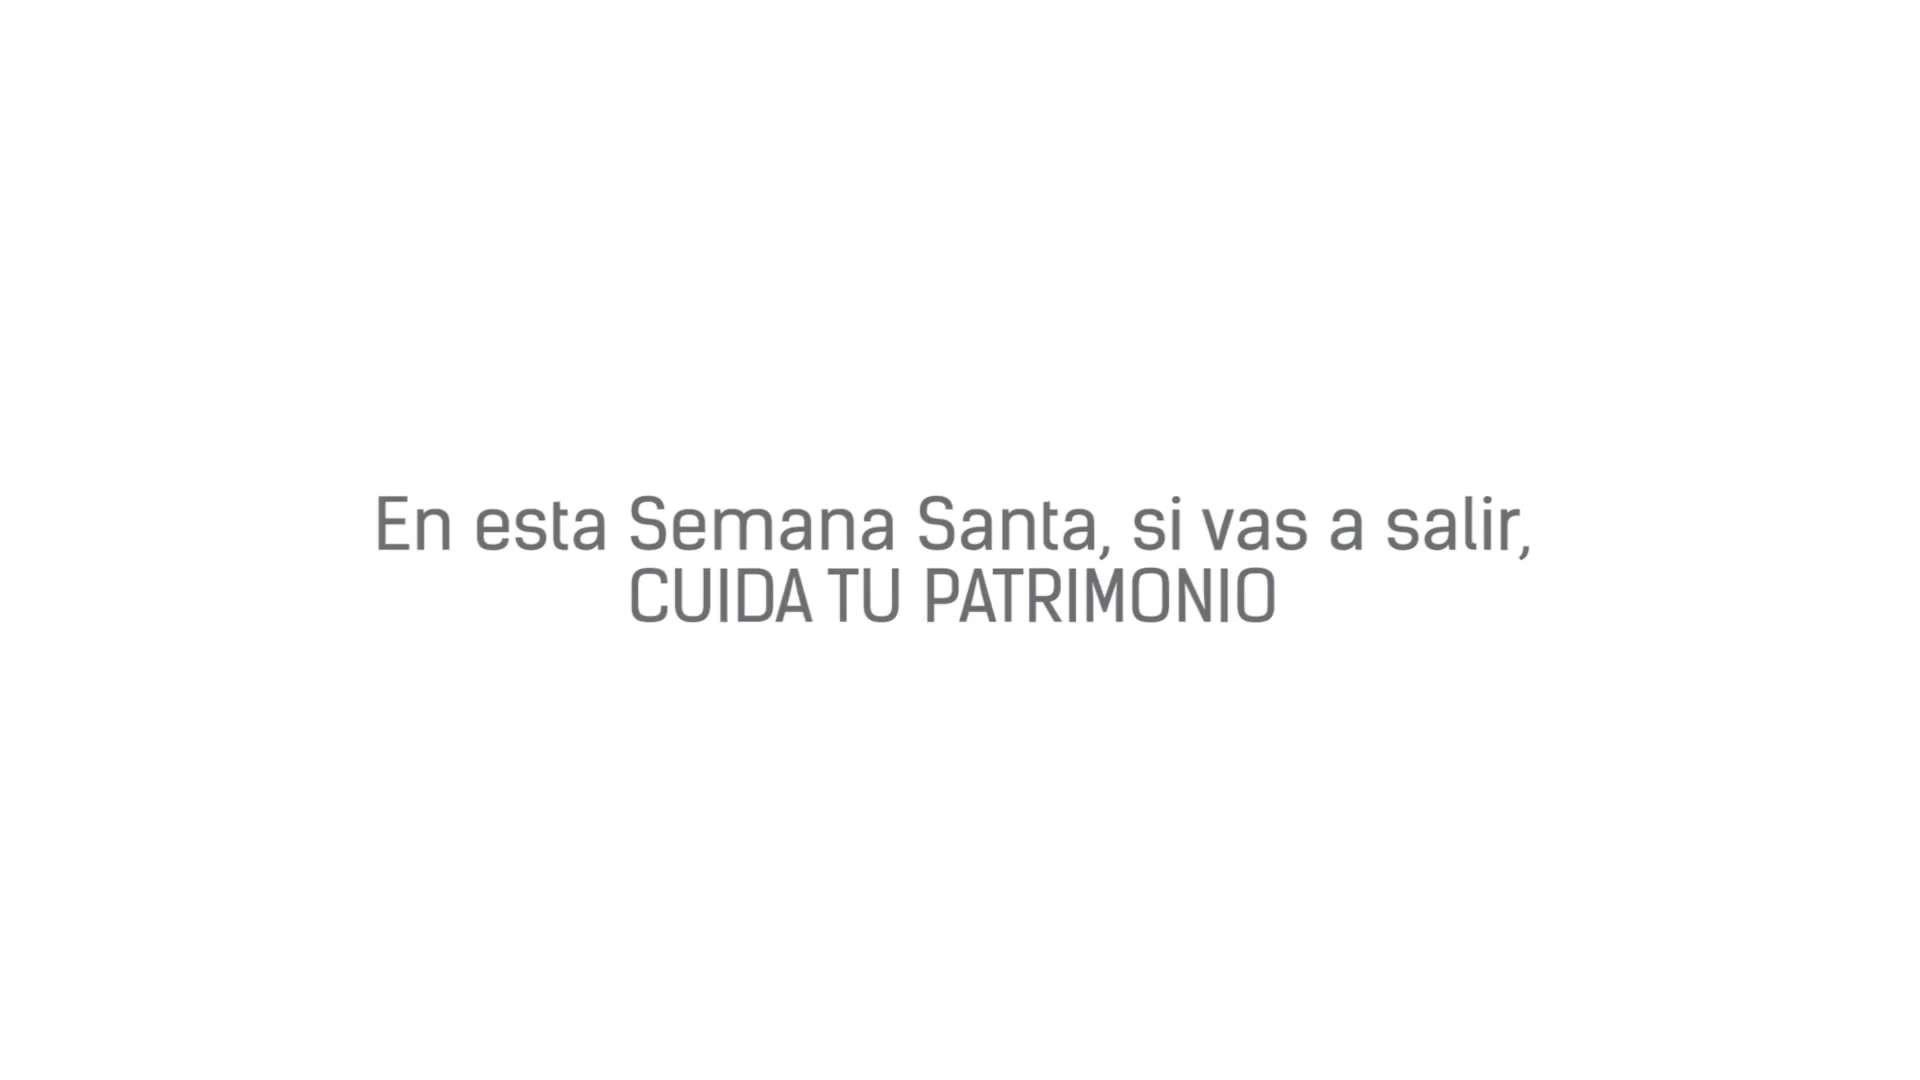 En esta Semana Santa, si vas a salir,
CUIDA TU PATRIMONIO